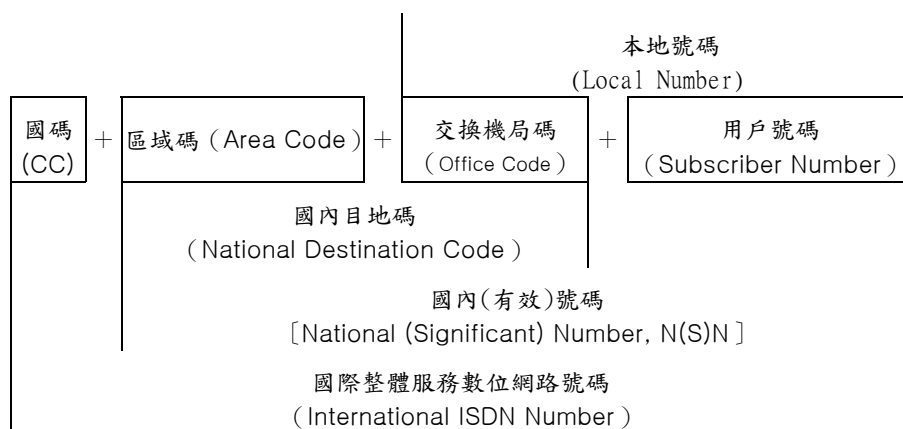 本地號碼
(Local Number)
國碼 + 區域碼（Area Code）+ 交換機局碼 + 用戶號碼
(CC) （Office Code） （Subscriber Number）
國內目地碼
（National Destination Code）
國內(有效)號碼
［National (Significant) Number, N(S)N］
國際整體服務數位網路號碼
（International ISDN Number）